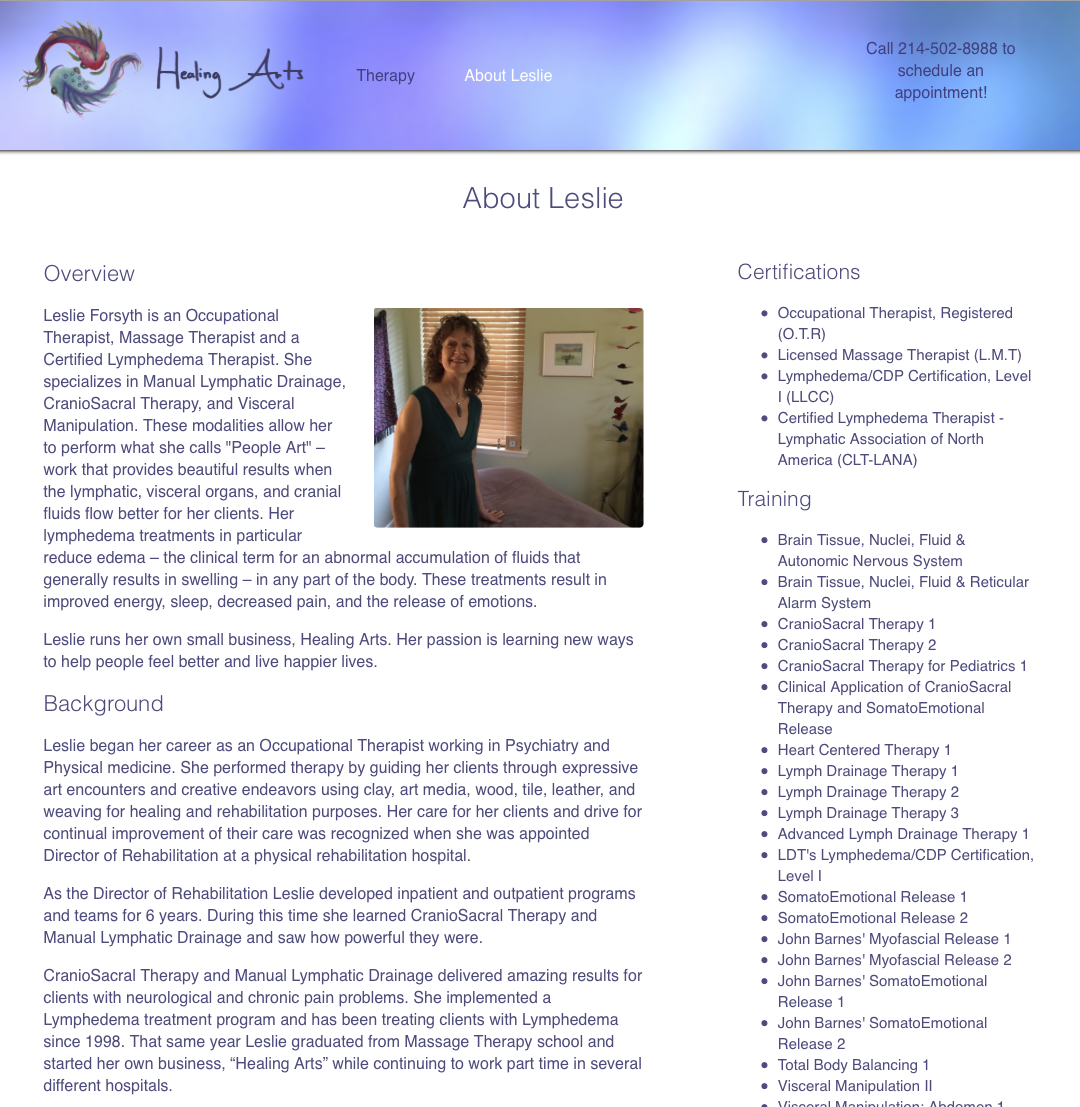 Healing Arts
Therapy
About Leslie
Call 214-502-8988 to
schedule an
appointment!
About Leslie
Overview
Leslie Forsyth is an Occupational
Therapist, Massage Therapist and a
Certified Lymphedema Therapist. She
specializes in Manual Lymphatic Drainage,
CranioSacral Therapy, and Visceral
Manipulation. These modalities allow her
to perform what she calls "People Art" –
work that provides beautiful results when
the lymphatic, visceral organs, and cranial
fluids flow better for her clients. Her
lymphedema treatments in particular
reduce edema – the clinical term for an abnormal accumulation of fluids that
generally results in swelling – in any part of the body. These treatments result in
improved energy, sleep, decreased pain, and the release of emotions.
Leslie runs her own small business, Healing Arts. Her passion is learning new ways
to help people feel better and live happier lives.
Background
Leslie began her career as an Occupational Therapist working in Psychiatry and
Physical medicine. She performed therapy by guiding her clients through expressive
art encounters and creative endeavors using clay, art media, wood, tile, leather, and
weaving for healing and rehabilitation purposes. Her care for her clients and drive for
continual improvement of their care was recognized when she was appointed
Director of Rehabilitation at a physical rehabilitation hospital.
As the Director of Rehabilitation Leslie developed inpatient and outpatient programs
and teams for 6 years. During this time she learned CranioSacral Therapy and
Manual Lymphatic Drainage and saw how powerful they were.
CranioSacral Therapy and Manual Lymphatic Drainage delivered amazing results for
clients with neurological and chronic pain problems. She implemented a
Lymphedema treatment program and has been treating clients with Lymphedema
since 1998. That same year Leslie graduated from Massage Therapy school and
started her own business, “Healing Arts” while continuing to work part time in several
different hospitals.
Certifications
Occupational Therapist, Registered
(O.T.R)
Licensed Massage Therapist (L.M.T)
Lymphedema/CDP Certification, Level
I (LLCC)
Certified Lymphedema Therapist -
Lymphatic Association of North
America (CLT-LANA)
Training
Brain Tissue, Nuclei, Fluid &
Autonomic Nervous System
Brain Tissue, Nuclei, Fluid & Reticular
Alarm System
CranioSacral Therapy 1
CranioSacral Therapy 2
CranioSacral Therapy for Pediatrics 1
Clinical Application of CranioSacral
Therapy and SomatoEmotional
Release
Heart Centered Therapy 1
Lymph Drainage Therapy 1
Lymph Drainage Therapy 2
Lymph Drainage Therapy 3
Advanced Lymph Drainage Therapy 1
LDT's Lymphedema/CDP Certification,
Level I
SomatoEmotional Release 1
SomatoEmotional Release 2
John Barnes' Myofascial Release 1
John Barnes' Myofascial Release 2
John Barnes' SomatoEmotional
Release 1
John Barnes' SomatoEmotional
Release 2
Total Body Balancing 1
Visceral Manipulation II
Visceral Manipulation: Abdomen 1